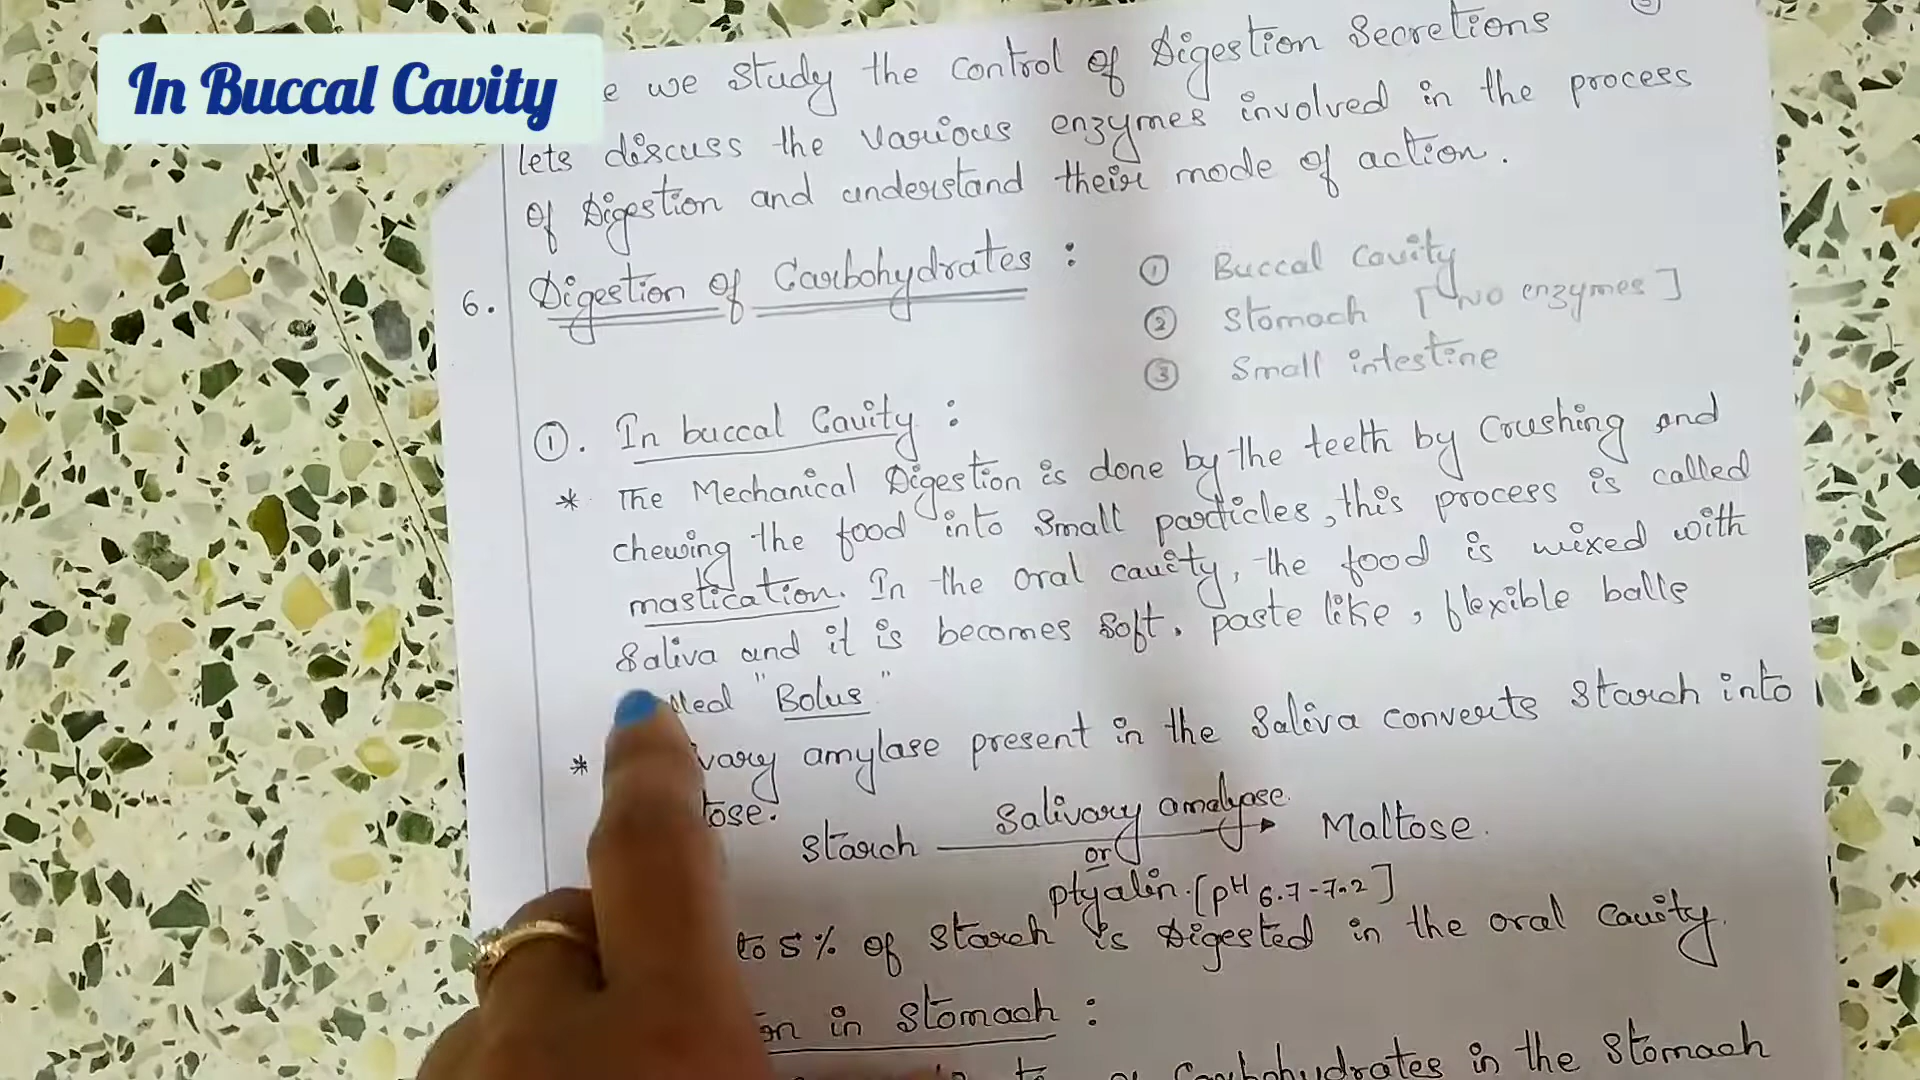 In Buccal Cavity
e we study the control of Digestion Secretions
lets discuss the various enzymes involved in the process
of Digestion and understand their mode of action.
6. Digestion of Carbohydrates :
① Buccal Cavity
② Stomach [No enzymes]
③ Small intestine
①. In buccal Cavity :
* The Mechanical Digestion is done by the teeth by Crushing and
chewing the food into small particles, this process is called
mastication. In the oral cavity, the food is mixed with
Saliva and it is becomes soft, paste like, flexible balls
lled "Bolus"
* vary amylase present in the Saliva converts Starch into
tose.
Starch Salivary amalyase Maltose.
or
ptyalin. [pH 6.7-7.2]
to 5% of starch is Digested in the oral cavity.
on in Stomach :
Carbohydrates in the Stomach